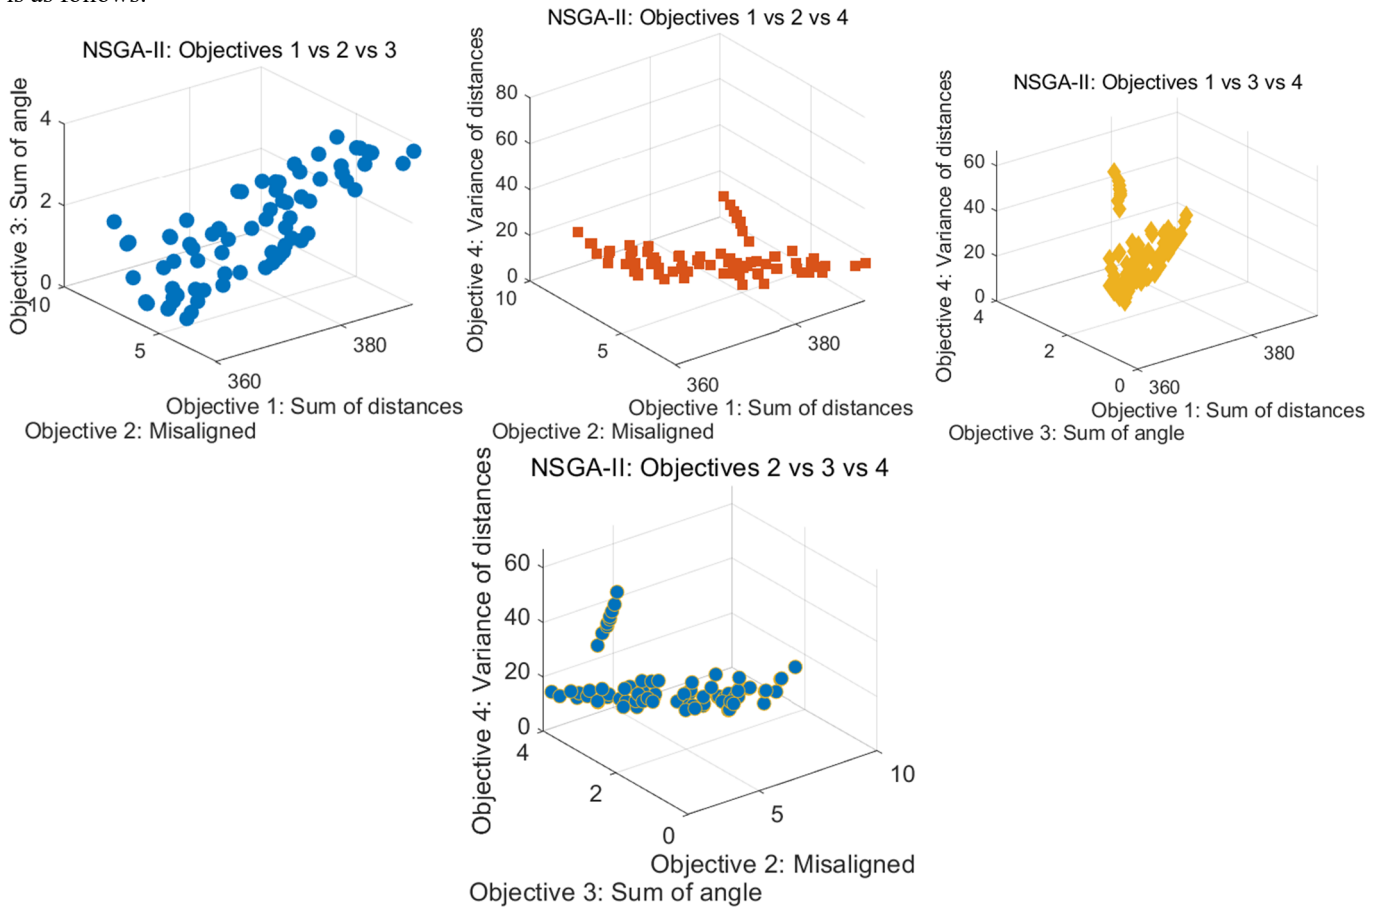 is as follows.
NSGA-II: Objectives 1 vs 2 vs 3
Objective 3: Sum of angle
4
2
0
10
5
360
380
Objective 1: Sum of distances
Objective 2: Misaligned
NSGA-II: Objectives 1 vs 2 vs 4
Objective 4: Variance of distances
80
60
40
20
0
10
5
360
380
Objective 1: Sum of distances
Objective 2: Misaligned
NSGA-II: Objectives 1 vs 3 vs 4
Objective 4: Variance of distances
60
40
20
0
4
2
0
360
380
Objective 1: Sum of distances
Objective 3: Sum of angle
NSGA-II: Objectives 2 vs 3 vs 4
Objective 4: Variance of distances
60
40
20
0
4
2
0
5
10
Objective 2: Misaligned
Objective 3: Sum of angle